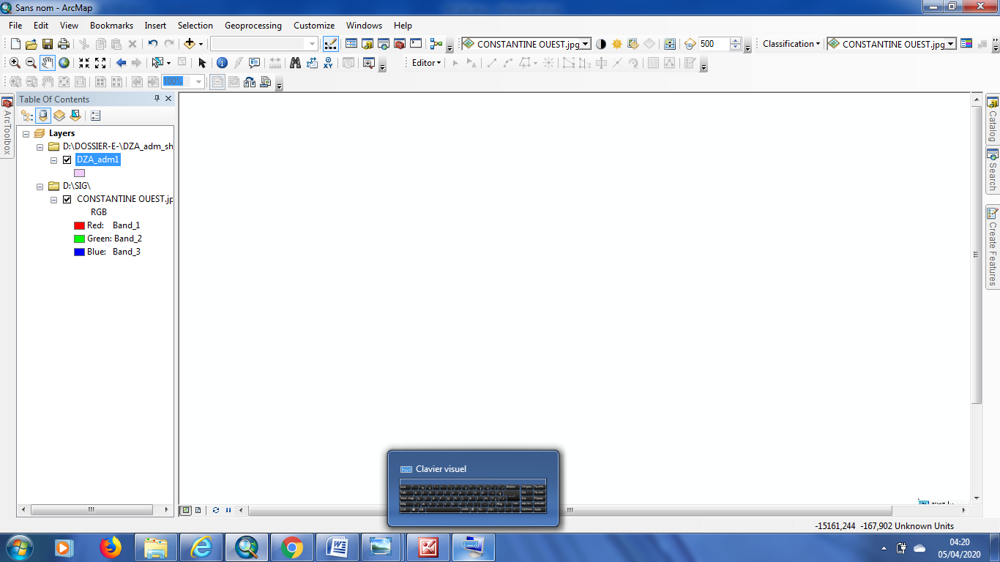 Sans nom - ArcMap
File Edit View Bookmarks Insert Selection Geoprocessing Customize Windows Help
CONSTANTINE OUEST.jpg 500 Classification CONSTANTINE OUEST.jpg
Editor
100%
Table Of Contents
ArcToolbox
Layers
D:\DOSSIER-E-\DZA_adm_sh
DZA_adm1
D:\SIG\
CONSTANTINE OUEST.jp
RGB
Red: Band_1
Green: Band_2
Blue: Band_3
Catalog
Search
Create Features
Clavier visuel
-15161,244 -167,902 Unknown Units
04:20
05/04/2020